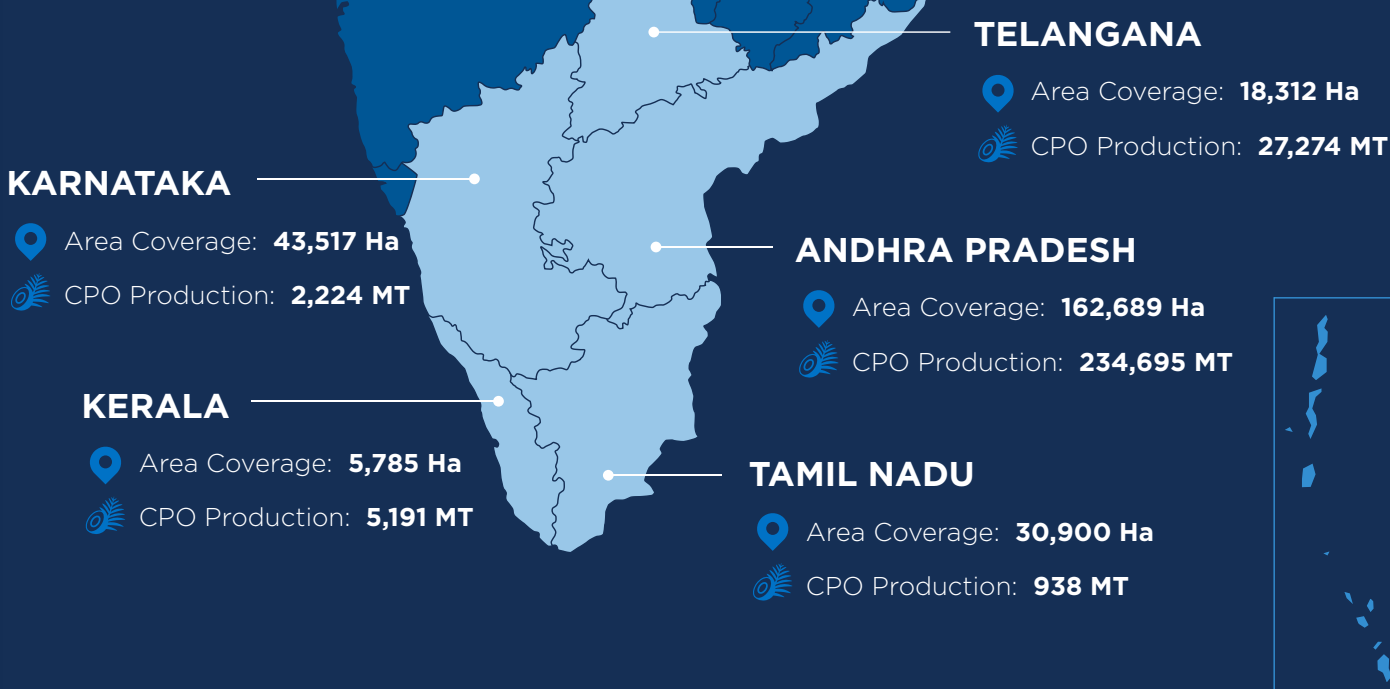 TELANGANA
Area Coverage: 18,312 Ha
CPO Production: 27,274 MT
KARNATAKA
Area Coverage: 43,517 Ha
CPO Production: 2,224 MT
ANDHRA PRADESH
Area Coverage: 162,689 Ha
CPO Production: 234,695 MT
KERALA
Area Coverage: 5,785 Ha
CPO Production: 5,191 MT
TAMIL NADU
Area Coverage: 30,900 Ha
CPO Production: 938 MT